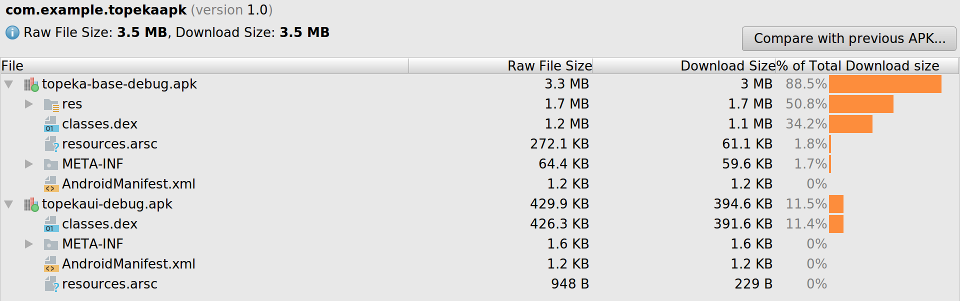 com.example.topekaapk (version 1.0)
Raw File Size: 3.5 MB, Download Size: 3.5 MB
Compare with previous APK...
File Raw File Size Download Size % of Total Download size
topeka-base-debug.apk 3.3 MB 3 MB 88.5%
res 1.7 MB 1.7 MB 50.8%
classes.dex 1.2 MB 1.1 MB 34.2%
resources.arsc 272.1 KB 61.1 KB 1.8%
META-INF 64.4 KB 59.6 KB 1.7%
AndroidManifest.xml 1.2 KB 1.2 KB 0%
topekaui-debug.apk 429.9 KB 394.6 KB 11.5%
classes.dex 426.3 KB 391.6 KB 11.4%
META-INF 1.6 KB 1.6 KB 0%
AndroidManifest.xml 1.2 KB 1.2 KB 0%
resources.arsc 948 B 229 B 0%